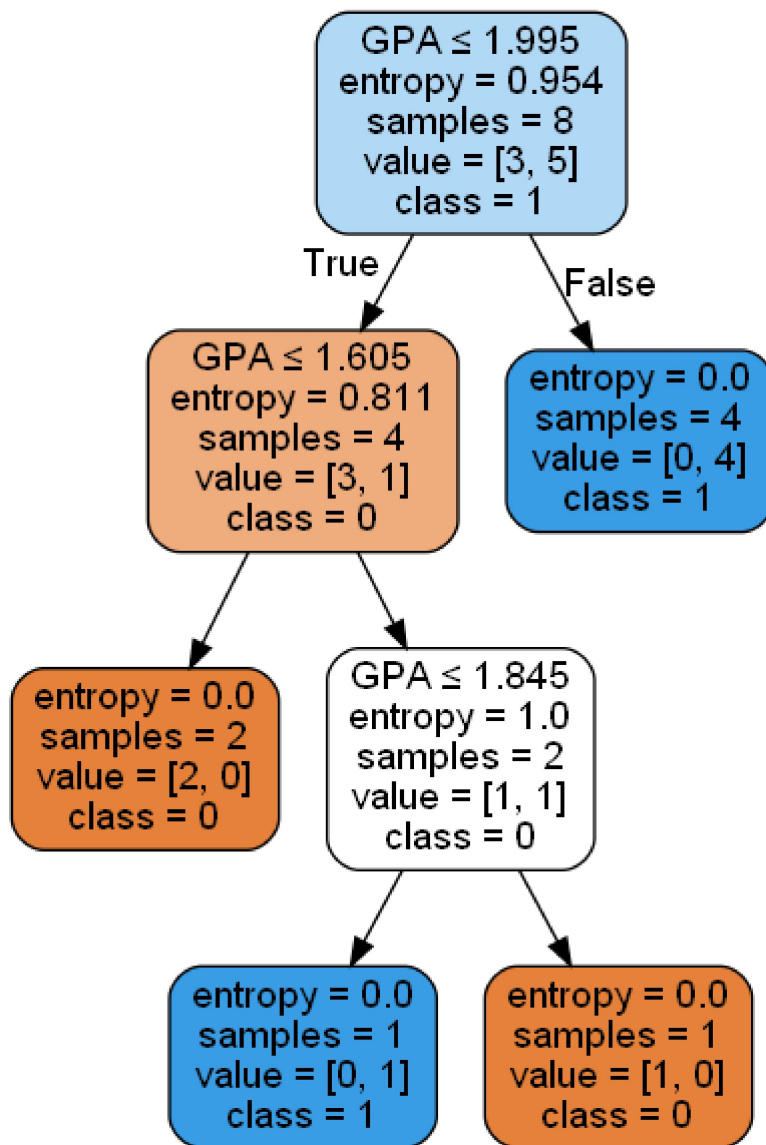 GPA ≤ 1.995
entropy = 0.954
samples = 8
value = [3, 5]
class = 1
True
False
GPA ≤ 1.605
entropy = 0.811
samples = 4
value = [3, 1]
class = 0
entropy = 0.0
samples = 4
value = [0, 4]
class = 1
entropy = 0.0
samples = 2
value = [2, 0]
class = 0
GPA ≤ 1.845
entropy = 1.0
samples = 2
value = [1, 1]
class = 0
entropy = 0.0
samples = 1
value = [0, 1]
class = 1
entropy = 0.0
samples = 1
value = [1, 0]
class = 0